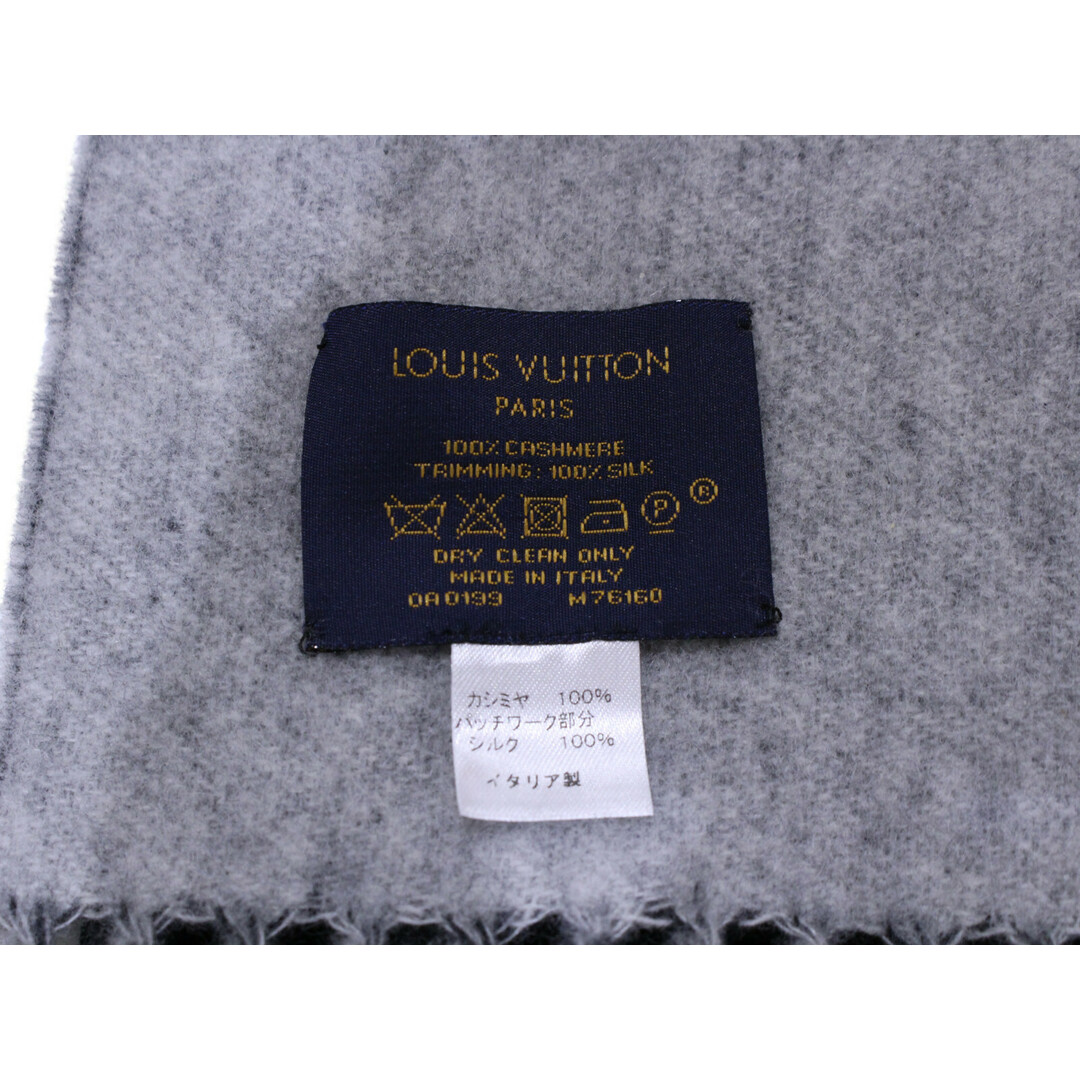 LOUIS VUITTON
PARIS
100% CASHMERE
TRIMMING: 100% SILK
P ®
DRY CLEAN ONLY
MADE IN ITALY
0A0199 M76160
カシミヤ 100%
パッチワーク部分
シルク 100%
イタリア製